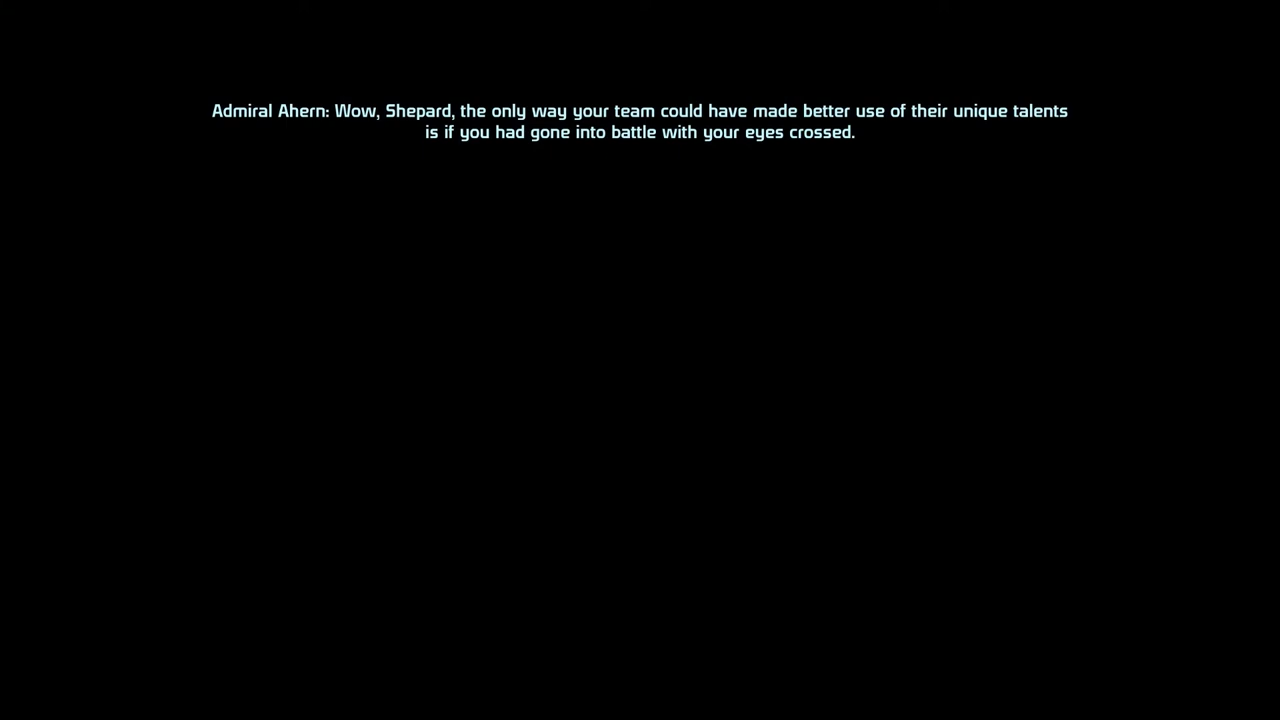 Admiral Ahern: Wow, Shepard, the only way your team could have made better use of their unique talents
is if you had gone into battle with your eyes crossed.